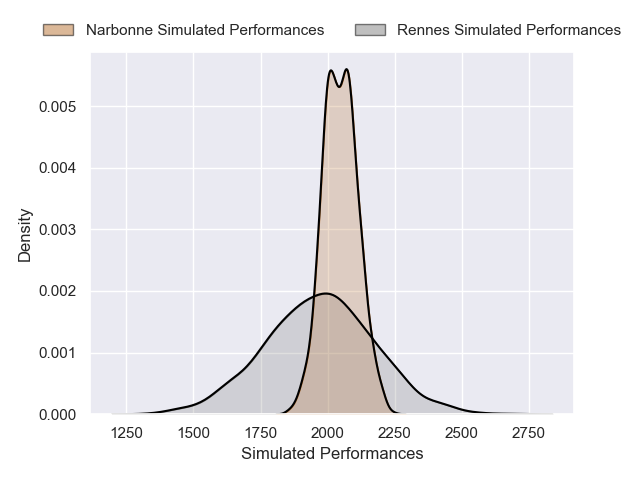 Narbonne Simulated Performances
Rennes Simulated Performances
0.005
0.004
0.003
0.002
0.001
0.000
Density
1250 1500 1750 2000 2250 2500 2750
Simulated Performances